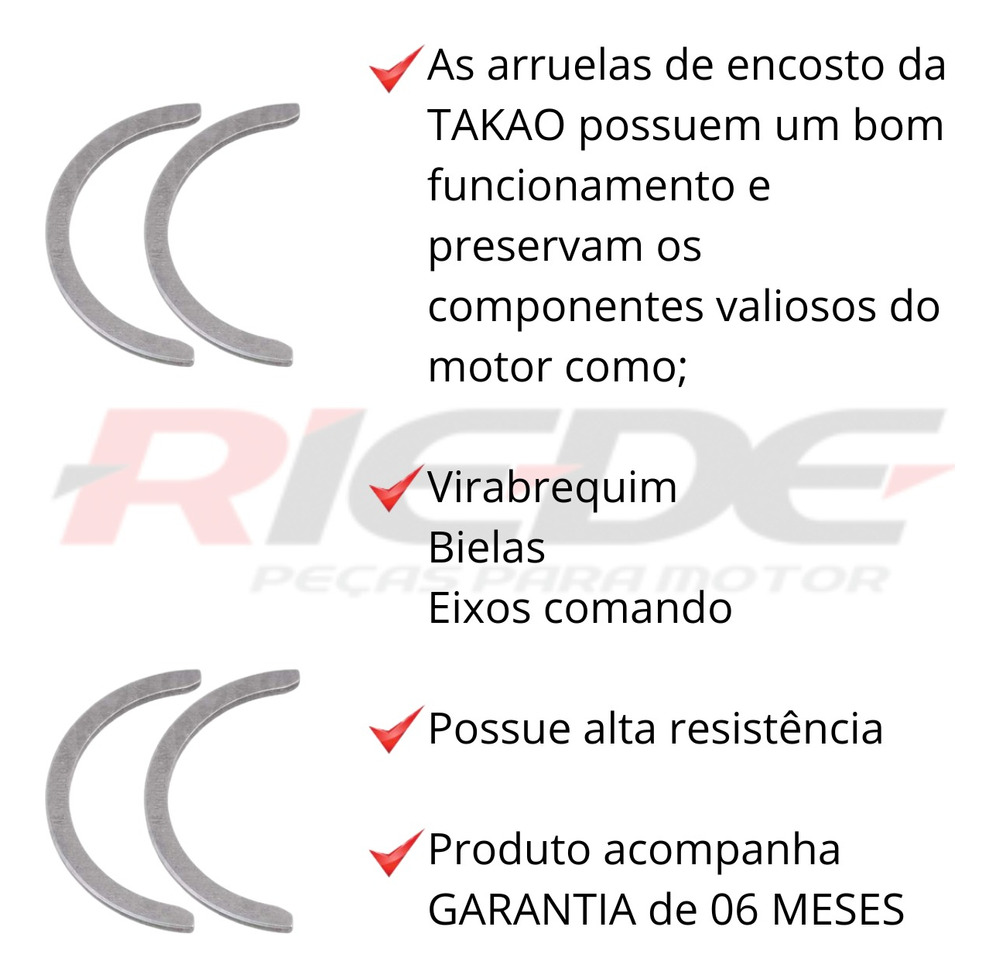 As arruelas de encosto da
TAKAO possuem um bom
funcionamento e
preservam os
componentes valiosos do
motor como;
RIEDE
Virabrequim
Bielas
PEÇAS PARA MOTOR
Eixos comando
Possue alta resistência
Produto acompanha
GARANTIA de 06 MESES